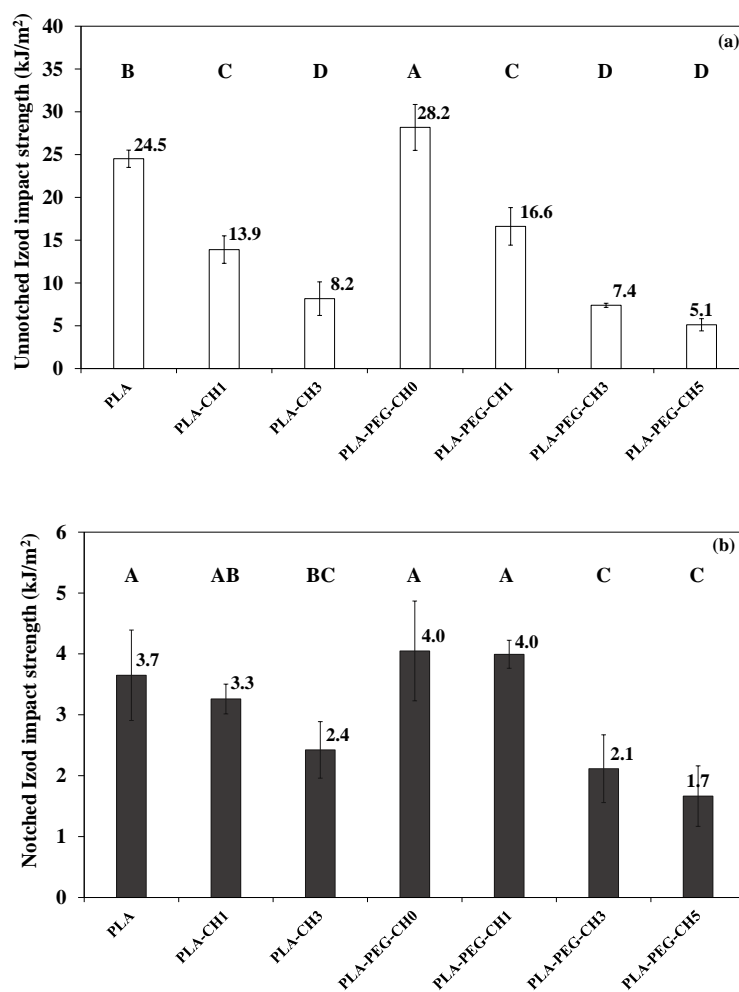 (a)
Unnotched Izod impact strength (kJ/m²)
40
35
30
25
20
15
10
5
0
B C D A C D D
24.5
13.9
8.2
28.2
16.6
7.4
5.1
PLA
PLA-CH1
PLA-CH3
PLA-PEG-CH0
PLA-PEG-CH1
PLA-PEG-CH3
PLA-PEG-CH5
(b)
Notched Izod impact strength (kJ/m²)
6
5
4
3
2
1
0
A AB BC A A C C
3.7
3.3
2.4
4.0
4.0
2.1
1.7
PLA
PLA-CH1
PLA-CH3
PLA-PEG-CH0
PLA-PEG-CH1
PLA-PEG-CH3
PLA-PEG-CH5